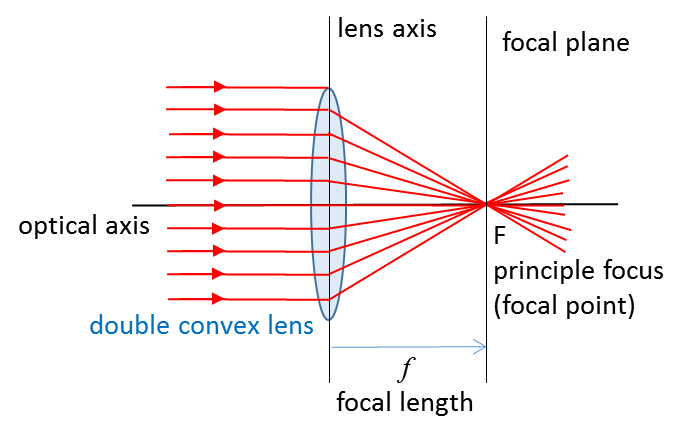 lens axis
focal plane
optical axis
F
principle focus
(focal point)
double convex lens
f
focal length